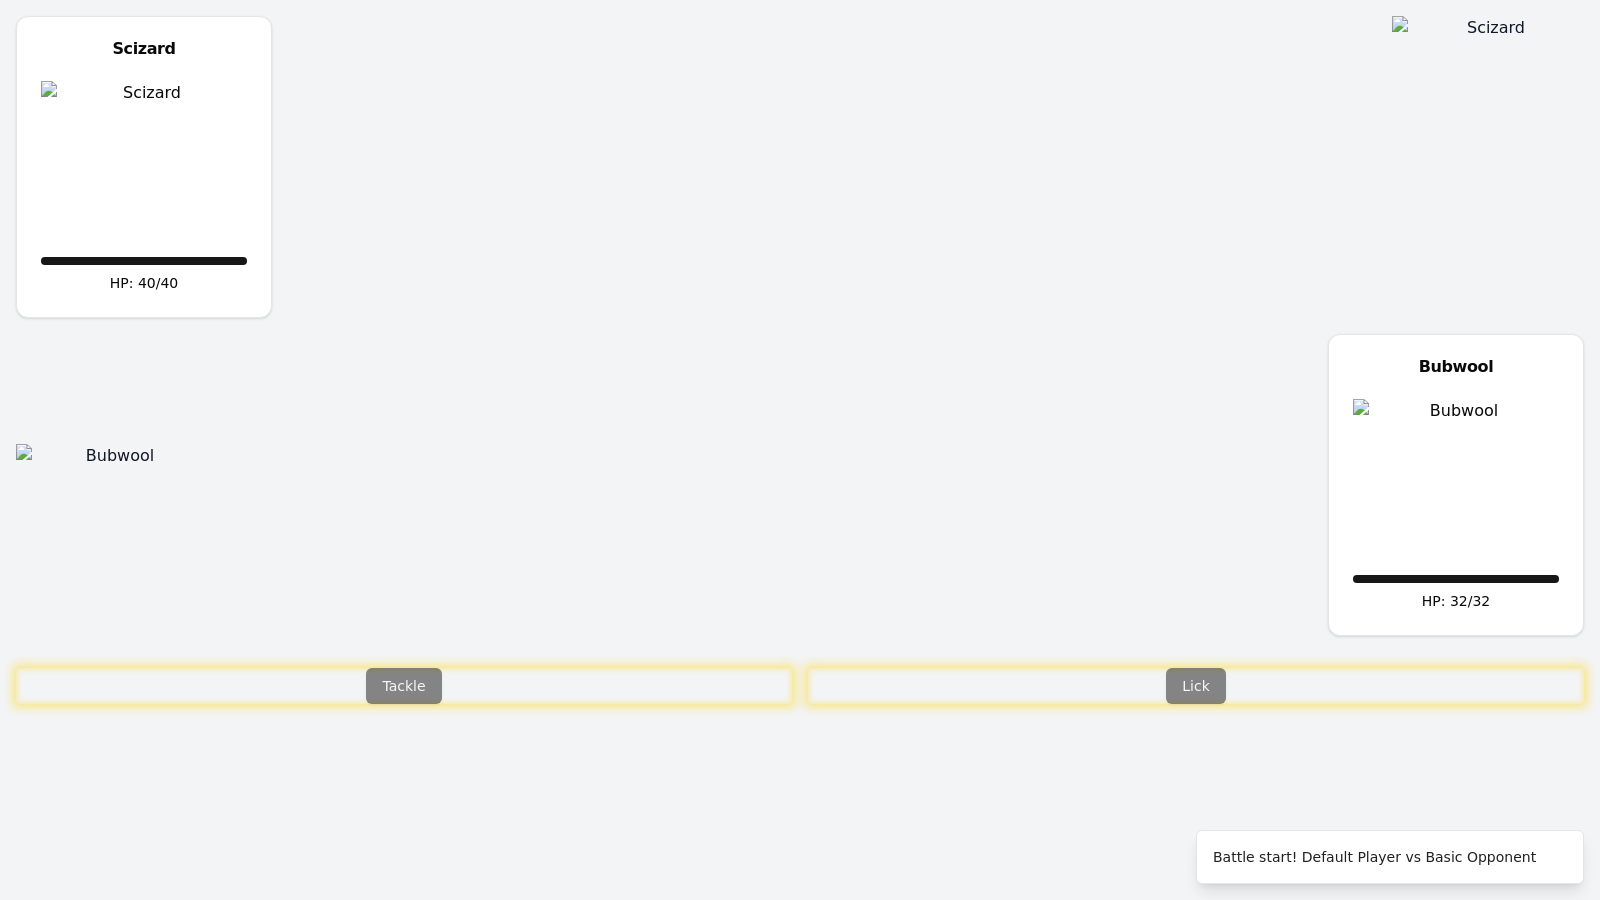 Scizard
Scizard
Scizard
HP: 40/40
Bubwool
Bubwool
Bubwool
HP: 32/32
Tackle
Lick
Battle start! Default Player vs Basic Opponent